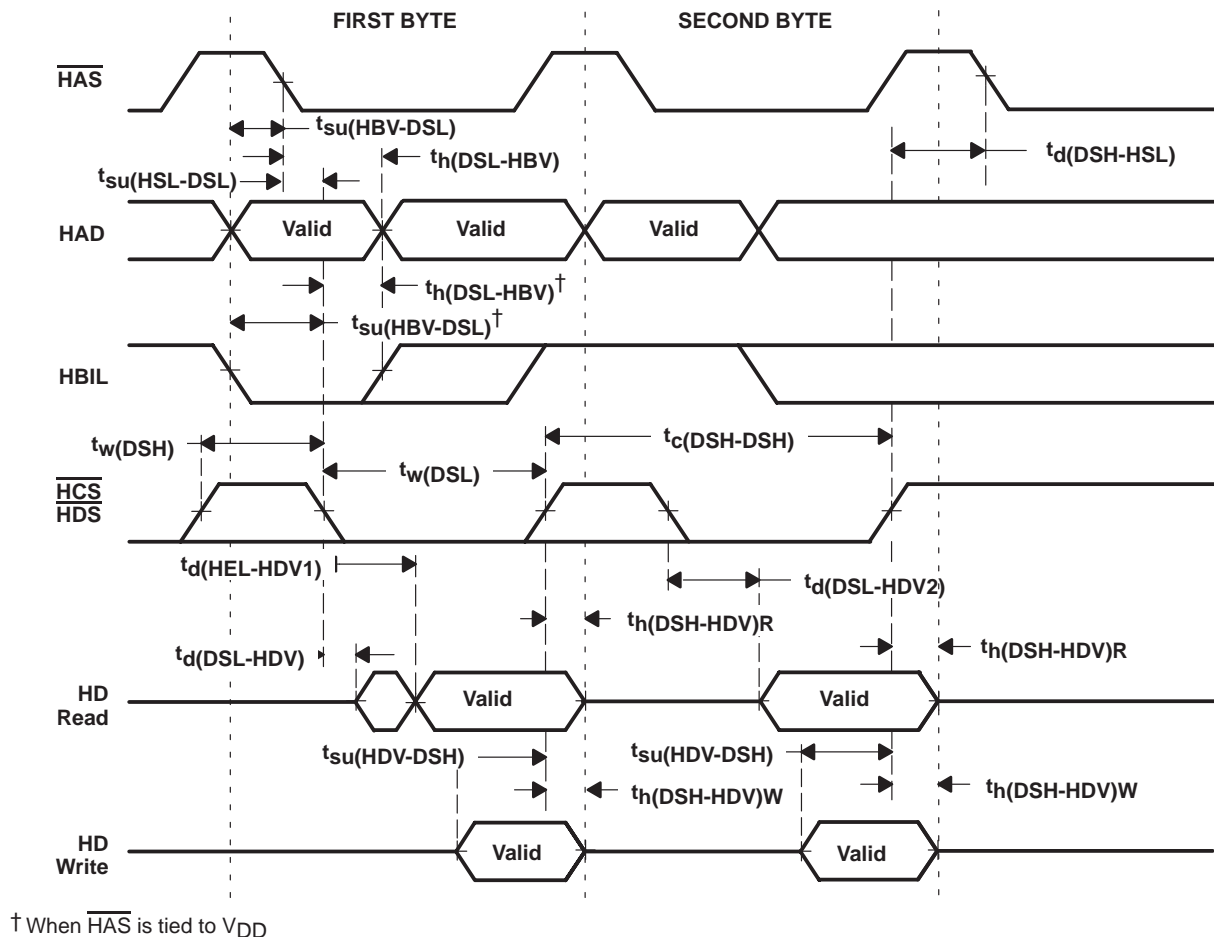 FIRST BYTE
SECOND BYTE
HAS
tsu(HBV-DSL)
th(DSL-HBV)
td(DSH-HSL)
tsu(HSL-DSL)
HAD
Valid
Valid
Valid
th(DSL-HBV)†
tsu(HBV-DSL)†
HBIL
tw(DSH)
tc(DSH-DSH)
tw(DSL)
HCS
HDS
td(HEL-HDV1)
td(DSL-HDV2)
th(DSH-HDV)R
td(DSL-HDV)
th(DSH-HDV)R
HD
Read
Valid
Valid
tsu(HDV-DSH)
tsu(HDV-DSH)
th(DSH-HDV)W
th(DSH-HDV)W
HD
Write
Valid
Valid
† When HAS is tied to VDD